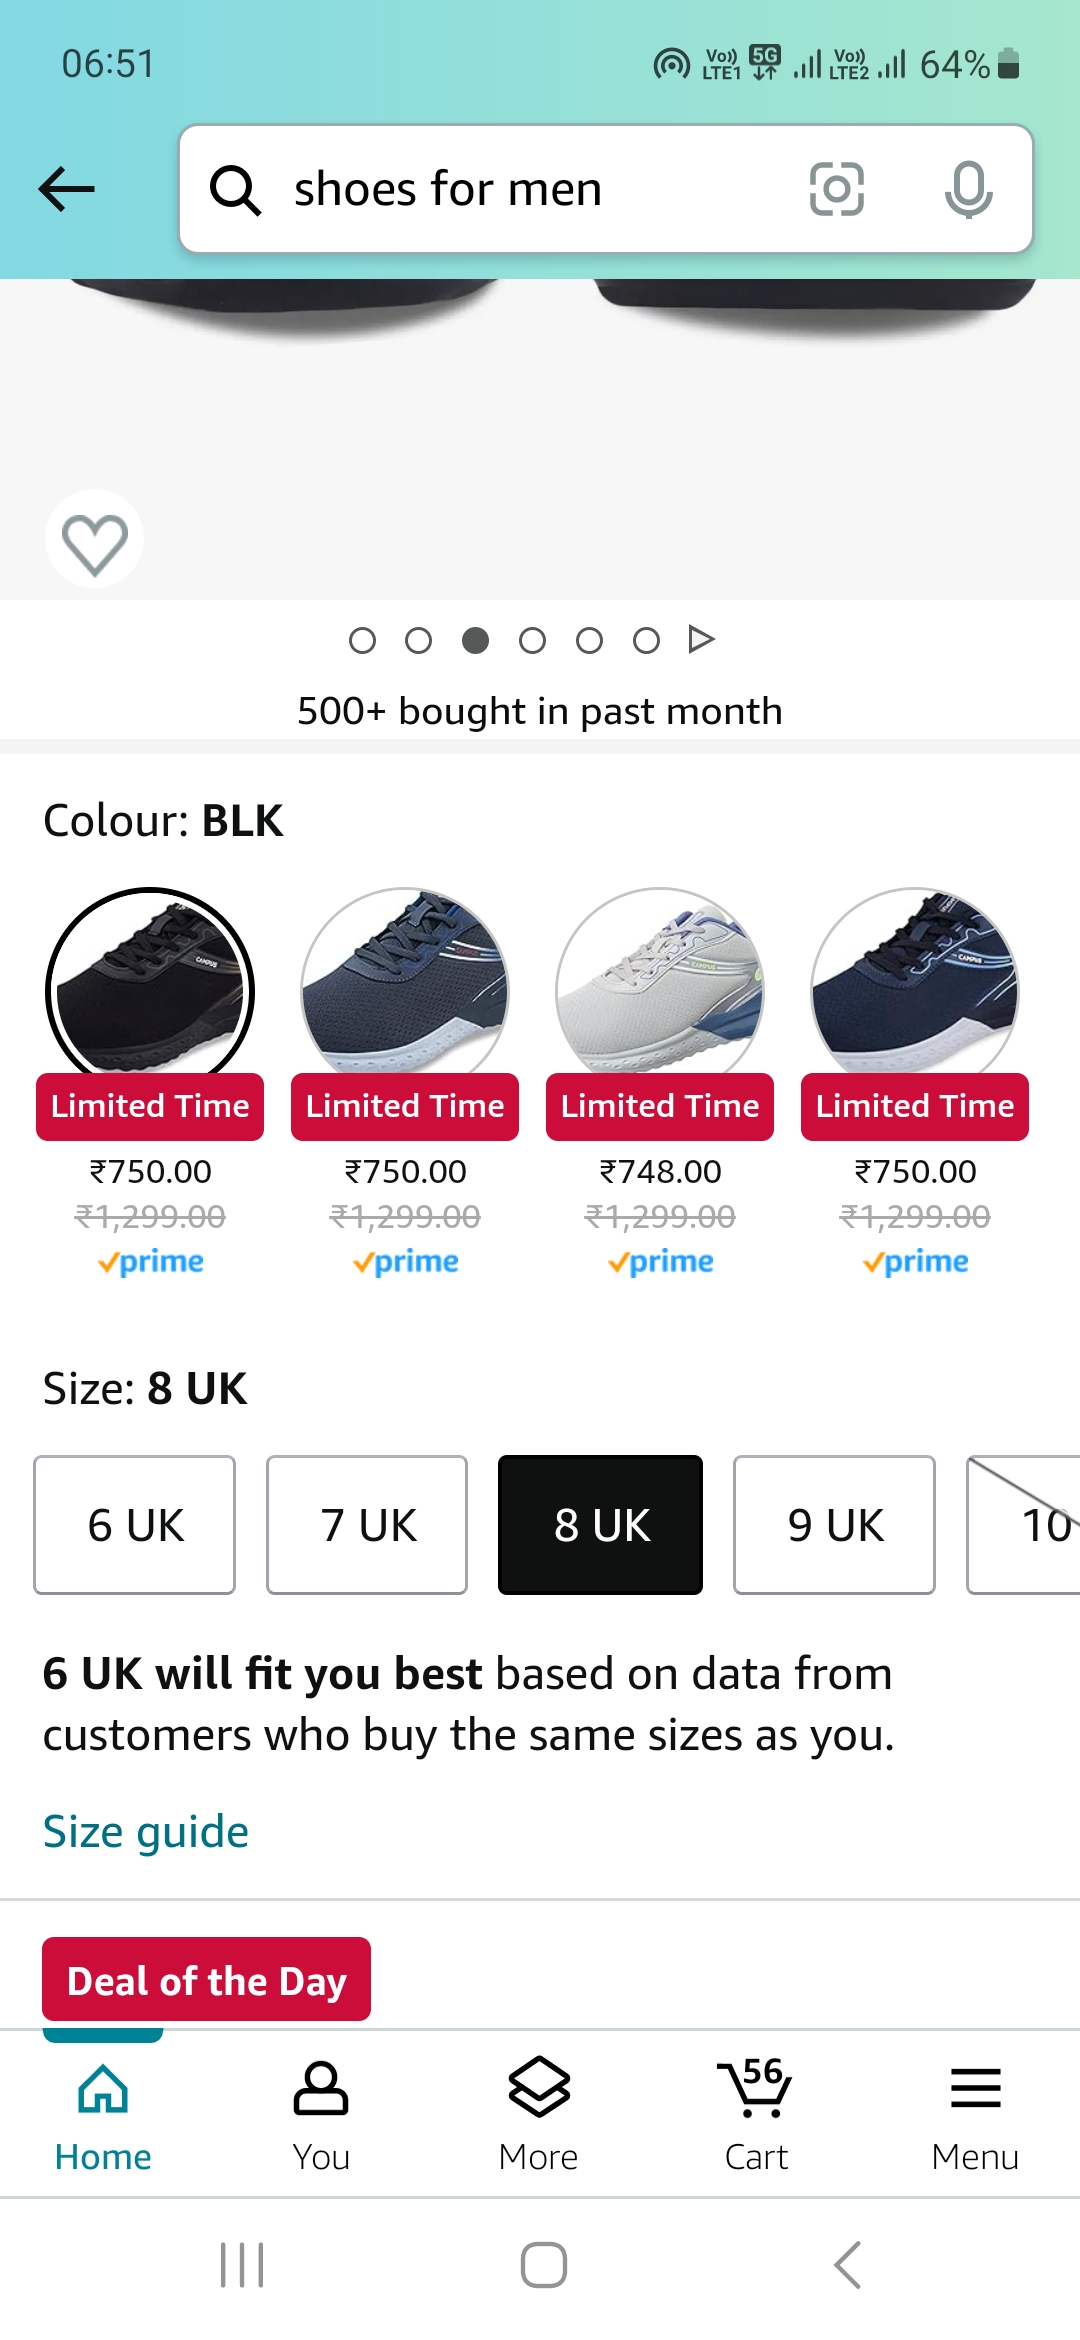 06:51
Vo)) LTE1 5G Vo)) LTE2 64%
shoes for men
500+ bought in past month
Colour: BLK
CAMPUS CAMPUS CAMPUS
Limited Time Limited Time Limited Time Limited Time
₹750.00 ₹750.00 ₹748.00 ₹750.00
₹1,299.00 ₹1,299.00 ₹1,299.00 ₹1,299.00
prime prime prime prime
Size: 8 UK
6 UK 7 UK 8 UK 9 UK 10
6 UK will fit you best based on data from
customers who buy the same sizes as you.
Size guide
Deal of the Day
56
Home You More Cart Menu